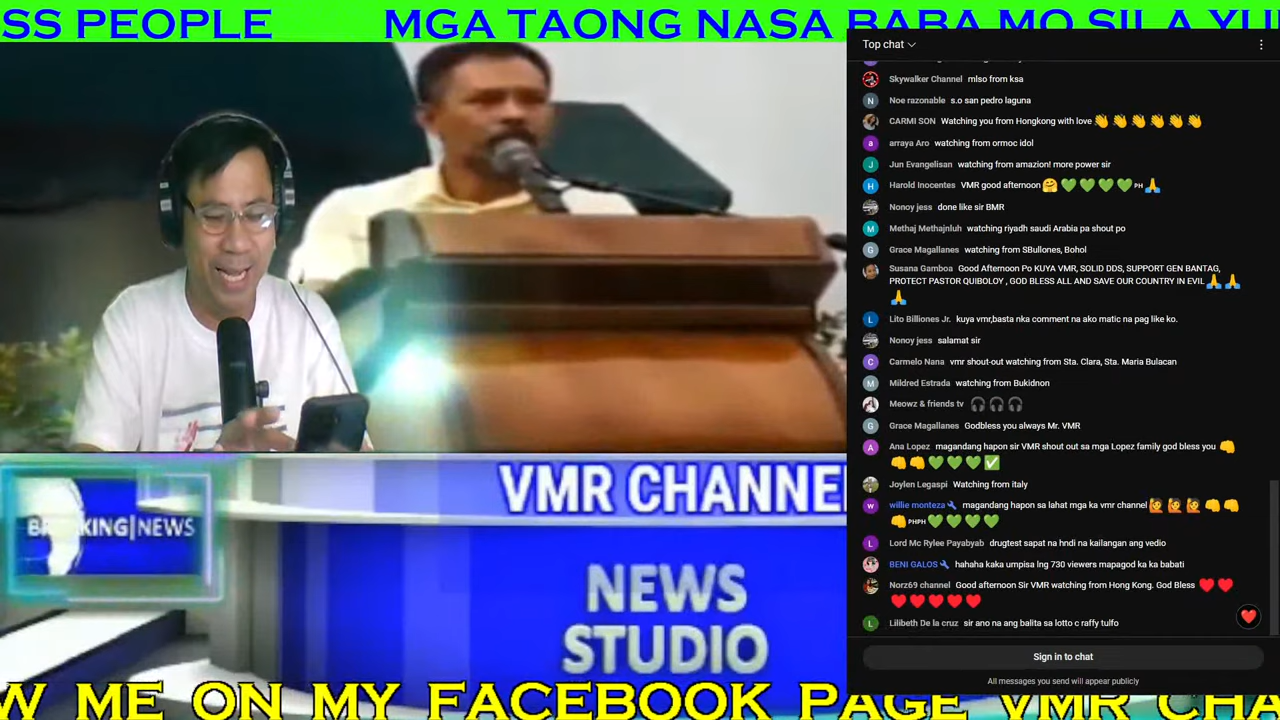 SS PEOPLE MGA TAONG NASA BABA MO SILA
Top chat
Skywalker Channel mlso from ksa
Noe razonable s.o san pedro laguna
CARMI SON Watching you from Hongkong with love 👏 👏 👏 👏 👏 👏
arraya Aro watching from ormoc idol
Jun Evangelisan watching from amazion! more power sir
Harold Inocentes VMR good afternoon 🤗 💚 💚 💚 💚 PH 🙏
Nonoy jess done like sir BMR
Methaj Methajnluh watching riyadh saudi Arabia pa shout po
Grace Magallanes watching from SBullones, Bohol
Susana Gamboa Good Afternoon Po KUYA VMR, SOLID DDS, SUPPORT GEN BANTAG,
PROTECT PASTOR QUIBOLOY , GOD BLESS ALL AND SAVE OUR COUNTRY IN EVIL 🙏 🙏
🙏
Lito Billiones Jr. kuya vmr,basta nka comment na ako matic na pag like ko.
Nonoy jess salamat sir
Carmelo Nana vmr shout-out watching from Sta. Clara, Sta. Maria Bulacan
Mildred Estrada watching from Bukidnon
Meowz & friends tv 🎧 🎧 🎧
Grace Magallanes Godbless you always Mr. VMR
Ana Lopez magandang hapon sir VMR shout out sa mga Lopez family god bless you 👊
👊 👊 💚 💚 💚 ✅
Joylen Legaspi Watching from italy
willie monteza magandang hapon sa lahat mga ka vmr channel 🙋 🙋 🙋 👊 👊
👊 PHPH 💚 💚 💚 💚
Lord Mc Rylee Payabyab drugtest sapat na hndi na kailangan ang vedio
BENI GALOS hahaha kaka umpisa lng 730 viewers mapagod ka ka babati
Norz69 channel Good afternoon Sir VMR watching from Hong Kong. God Bless ❤️ ❤️
❤️ ❤️ ❤️ ❤️ ❤️
Lilibeth De la cruz sir ano na ang balita sa lotto c raffy tulfo
Sign in to chat
All messages you send will appear publicly
VMR CHANNE
BREAKING|NEWS
NEWS
STUDIO
W ME ON MY FACEBOOK PAGE VMR CHA